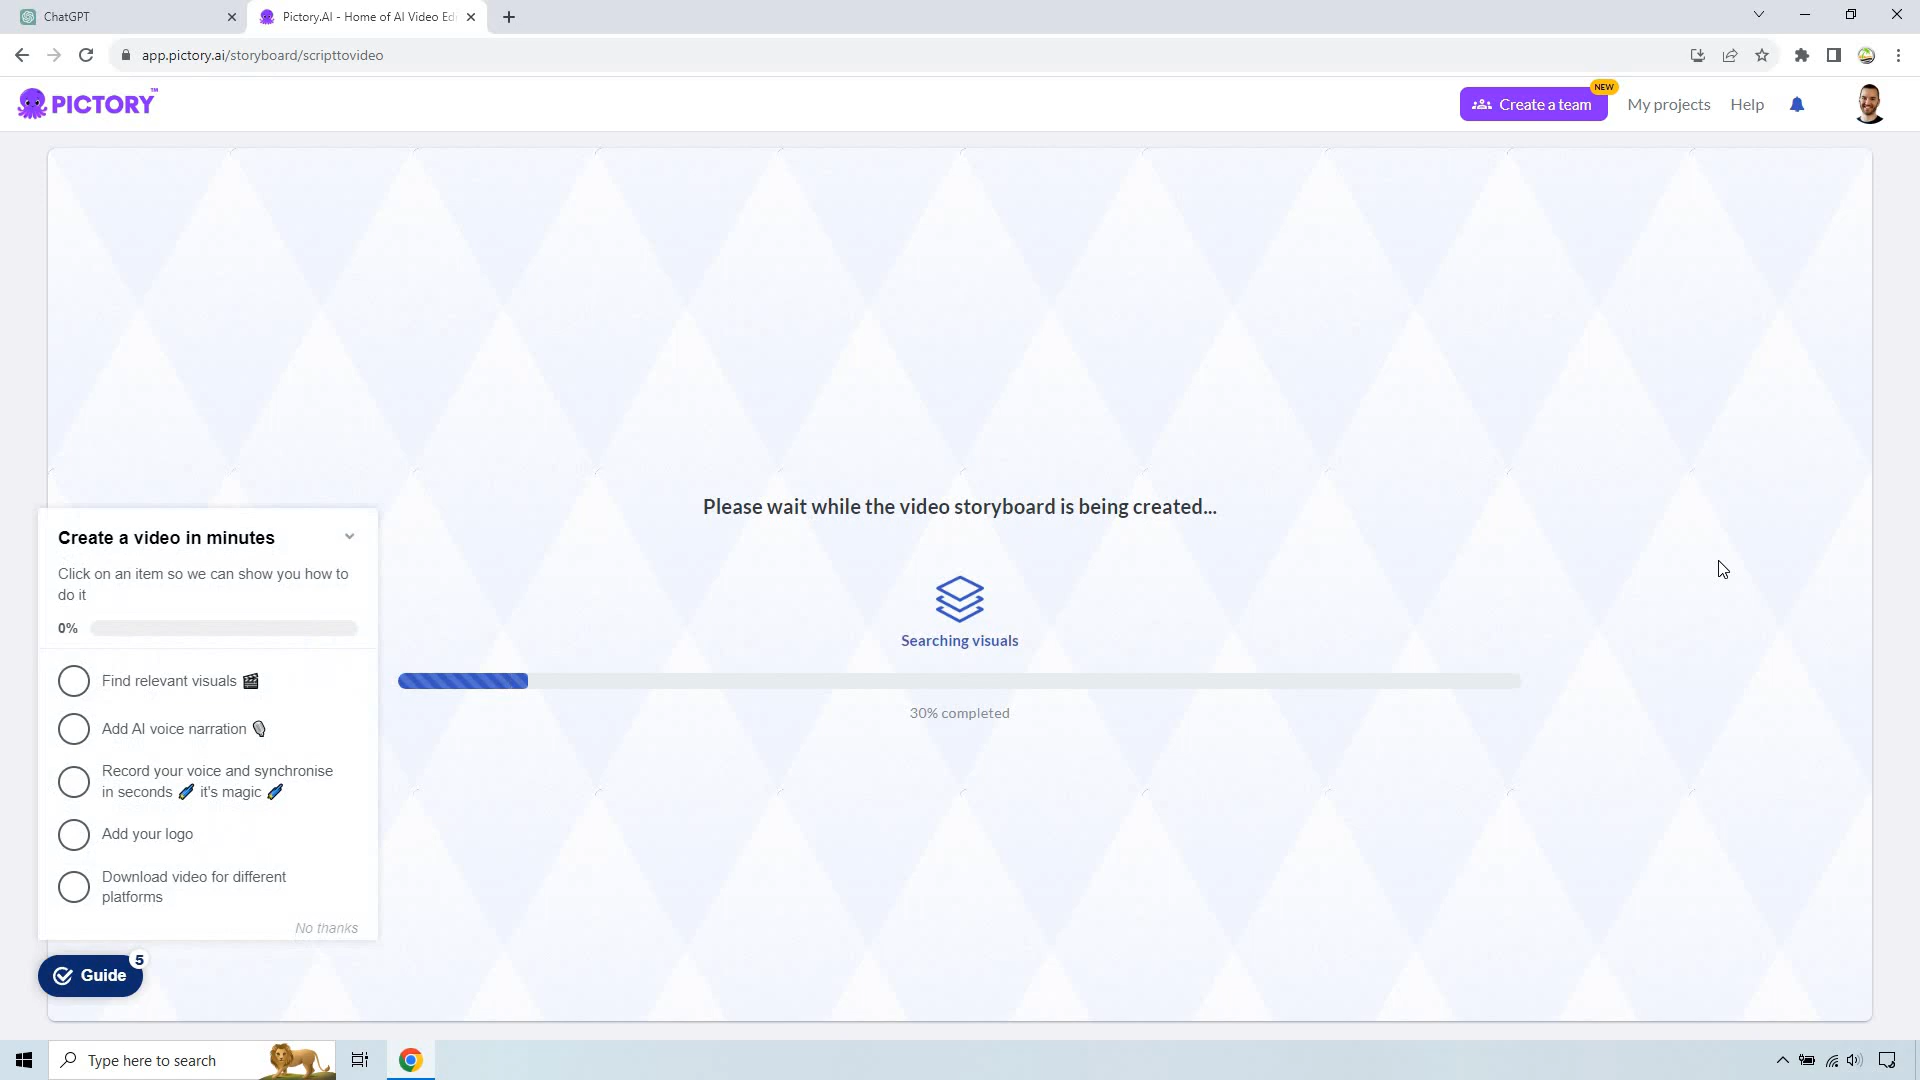 ChatGPT
Pictory.AI - Home of AI Video Edi
app.pictory.ai/storyboard/scripttovideo
PICTORY™
NEW
Create a team
My projects
Help
Please wait while the video storyboard is being created...
Searching visuals
30% completed
Create a video in minutes
Click on an item so we can show you how to
do it
0%
Find relevant visuals
Add AI voice narration
Record your voice and synchronise
in seconds it's magic
Add your logo
Download video for different
platforms
No thanks
5
Guide
Type here to search